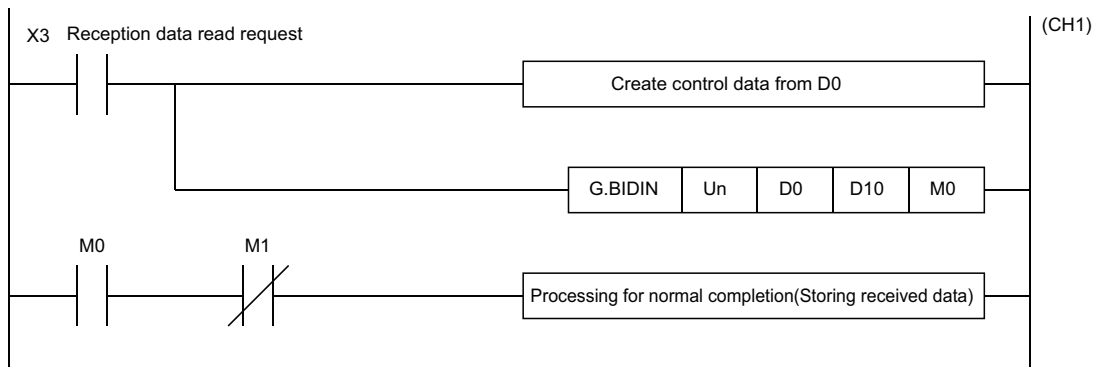 X3 Reception data read request
(CH1)
Create control data from D0
G.BIDIN Un D0 D10 M0
M0 M1
Processing for normal completion(Storing received data)